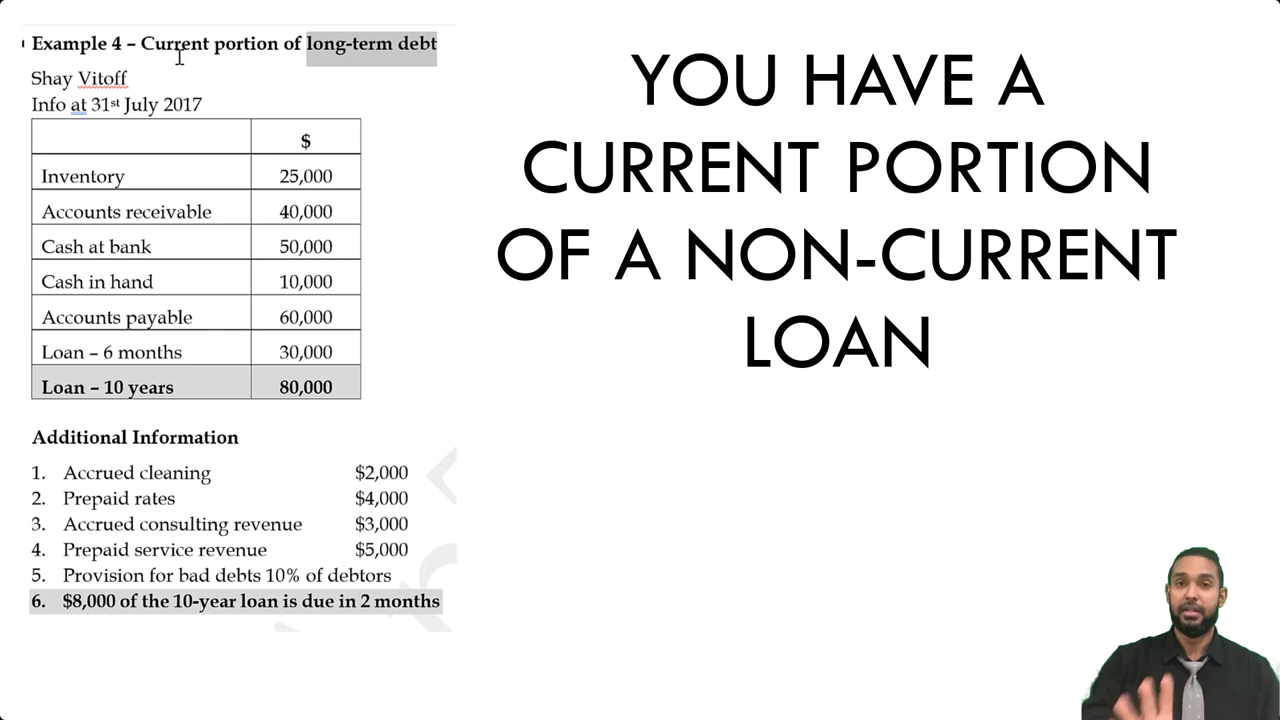 Example 4 – Current portion of long-term debt
Shay Vitoff
Info at 31st July 2017
$
Inventory 25,000
Accounts receivable 40,000
Cash at bank 50,000
Cash in hand 10,000
Accounts payable 60,000
Loan – 6 months 30,000
Loan – 10 years 80,000
Additional Information
1. Accrued cleaning $2,000
2. Prepaid rates $4,000
3. Accrued consulting revenue $3,000
4. Prepaid service revenue $5,000
5. Provision for bad debts 10% of debtors
6. $8,000 of the 10-year loan is due in 2 months
YOU HAVE A
CURRENT PORTION
OF A NON-CURRENT
LOAN